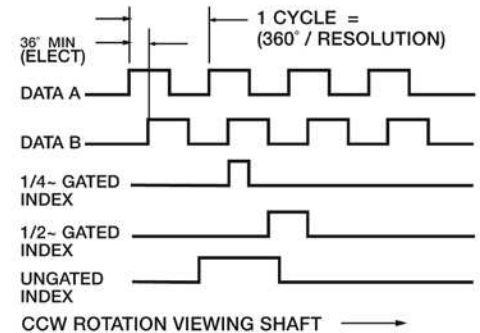 1 CYCLE =
(360° / RESOLUTION)
36° MIN
(ELECT)
DATA A
DATA B
1/4~ GATED
INDEX
1/2~ GATED
INDEX
UNGATED
INDEX
CCW ROTATION VIEWING SHAFT